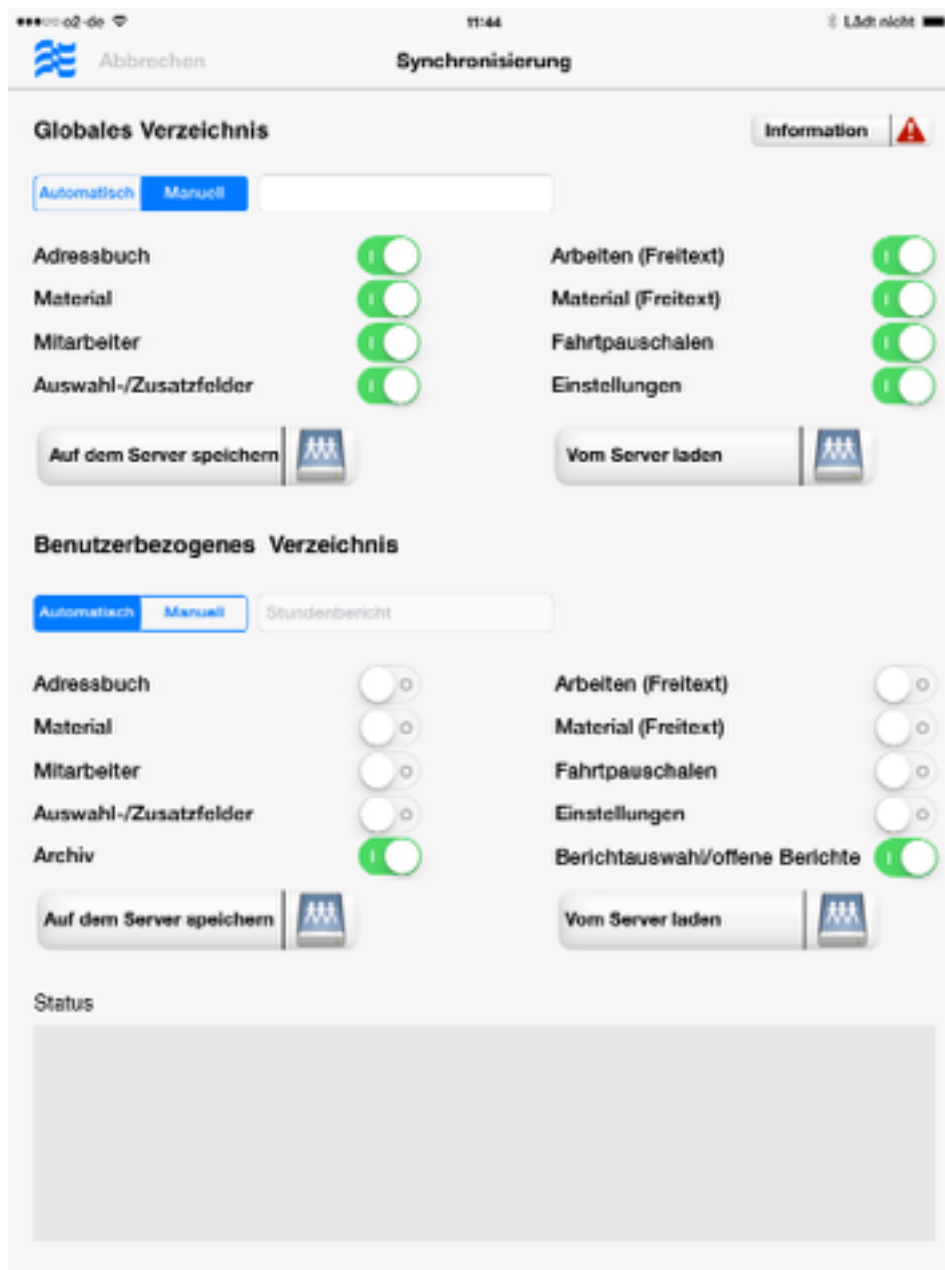 o2-de 11:44 Lädt nicht
Abbrechen Synchronisierung
Globales Verzeichnis Information
Automatisch Manuell
Adressbuch Arbeiten (Freitext)
Material Material (Freitext)
Mitarbeiter Fahrtpauschalen
Auswahl-/Zusatzfelder Einstellungen
Auf dem Server speichern Vom Server laden
Benutzerbezogenes Verzeichnis
Automatisch Manuell Stundenbericht
Adressbuch Arbeiten (Freitext)
Material Material (Freitext)
Mitarbeiter Fahrtpauschalen
Auswahl-/Zusatzfelder Einstellungen
Archiv Berichtauswahl/offene Berichte
Auf dem Server speichern Vom Server laden
Status